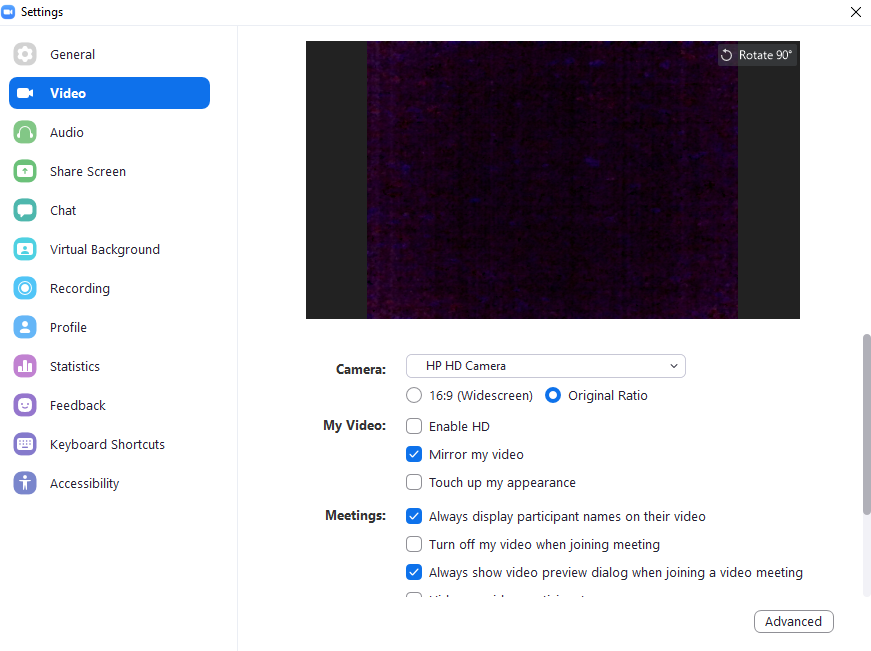 Settings
General
Video
Audio
Share Screen
Chat
Virtual Background
Recording
Profile
Statistics
Feedback
Keyboard Shortcuts
Accessibility
Rotate 90°
Camera: HP HD Camera
16:9 (Widescreen) Original Ratio
My Video: Enable HD
Mirror my video
Touch up my appearance
Meetings: Always display participant names on their video
Turn off my video when joining meeting
Always show video preview dialog when joining a video meeting
Advanced